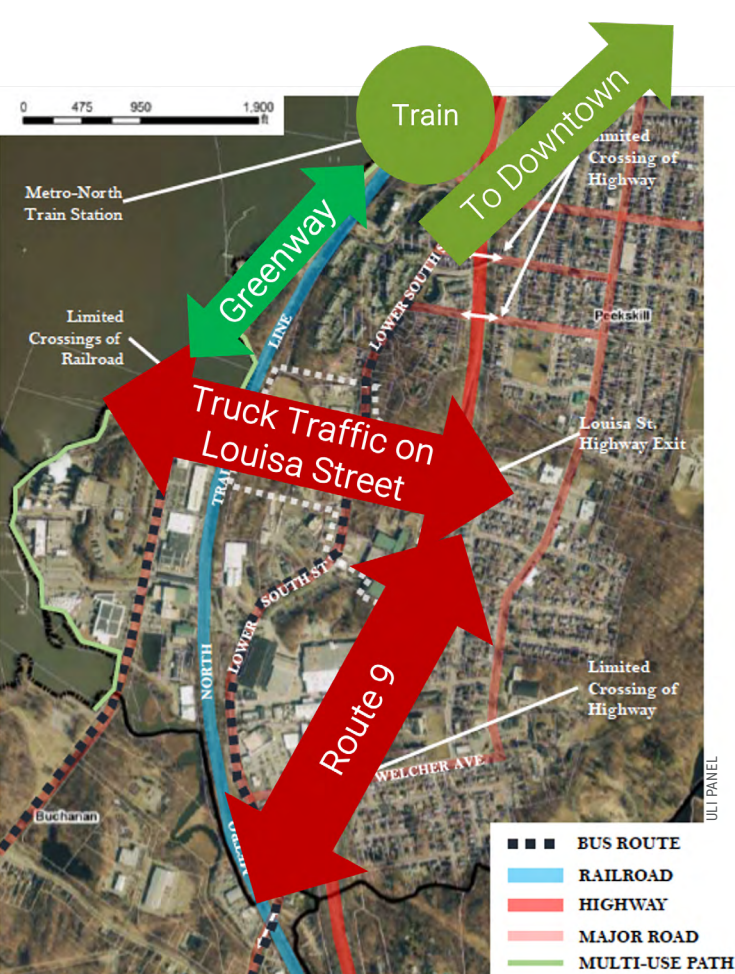 Train
To Downtown
0 475 950 1,900
ft
Limited
Crossing of
Highway
Metro-North
Train Station
Greenway
LOWER SOUTH S
Limited
Crossings of
Railroad
LINE
Peekskill
Truck Traffic on
Louisa Street
Louisa St.
Highway Exit
TRAI
LOWER SOUTH ST
NORTH
Route 9
Limited
Crossing of
Highway
WELCHER AVE
ULI PANEL
Buchanan
METRO
BUS ROUTE
RAILROAD
HIGHWAY
MAJOR ROAD
MULTI-USE PATH